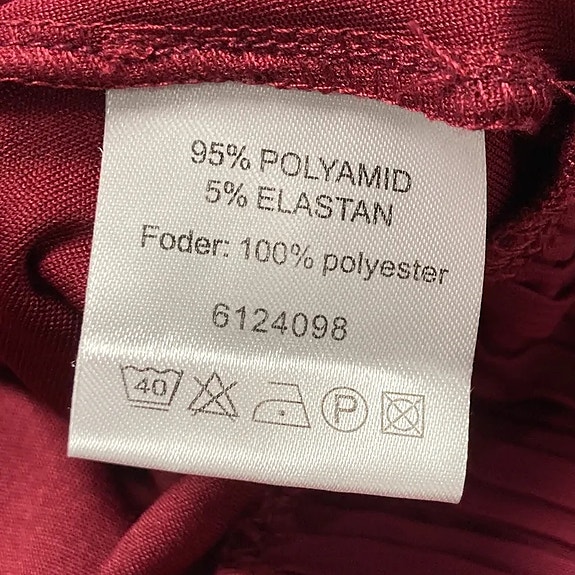 95% POLYAMID
5% ELASTAN
Foder: 100% polyester
6124098
40 P